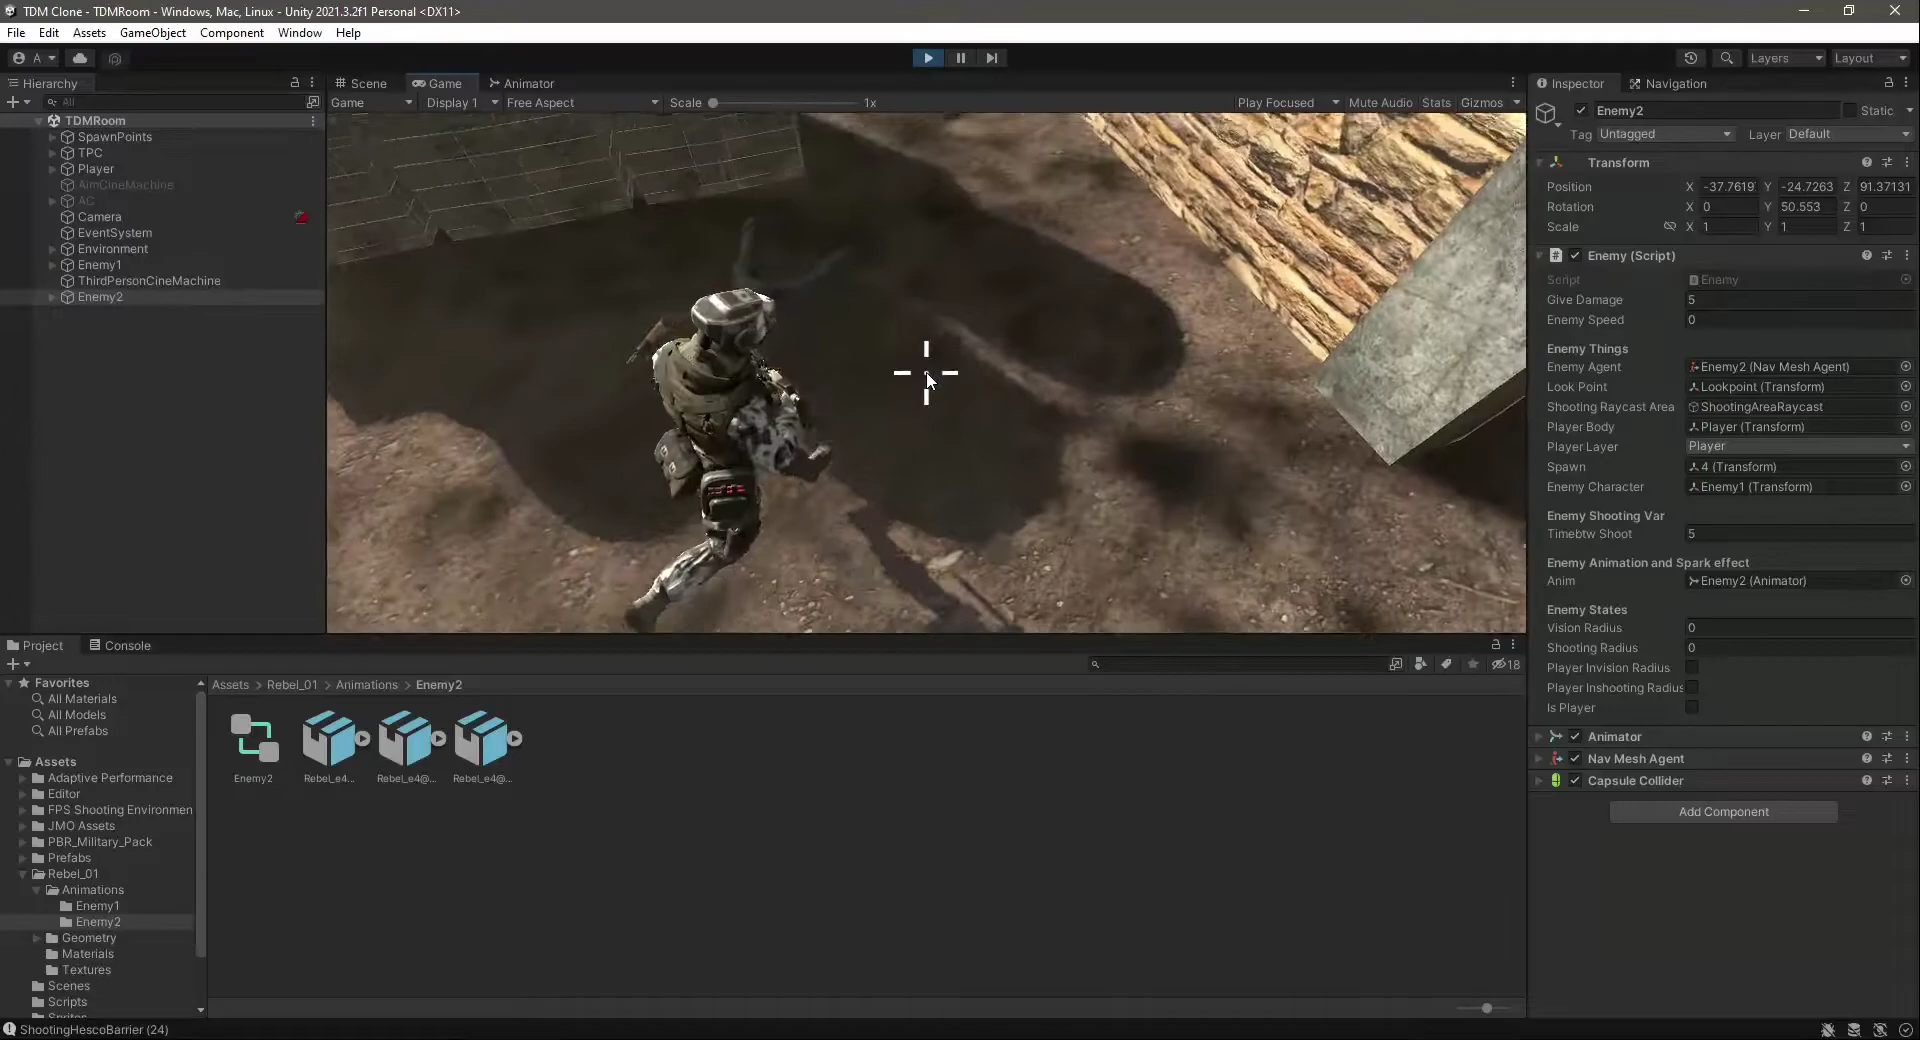 TDM Clone - TDMRoom - Windows, Mac, Linux - Unity 2021.3.2f1 Personal <DX11>
File Edit Assets GameObject Component Window Help
A
Layers Layout
Hierarchy
All
TDMRoom
SpawnPoints
TPC
Player
AimCineMachine
AC
Camera
EventSystem
Environment
Enemy1
ThirdPersonCineMachine
Enemy2
Scene Game Animator
Game Display 1 Free Aspect Scale 1x Play Focused Mute Audio Stats Gizmos
Inspector Navigation
Enemy2 Static
Tag Untagged Layer Default
Transform
Position X -37.7619 Y -24.7263 Z 91.37131
Rotation X 0 Y 50.553 Z 0
Scale X 1 Y 1 Z 1
# Enemy (Script)
Script Enemy
Give Damage 5
Enemy Speed 0
Enemy Things
Enemy Agent Enemy2 (Nav Mesh Agent)
Look Point Lookpoint (Transform)
Shooting Raycast Area ShootingAreaRaycast
Player Body Player (Transform)
Player Layer Player
Spawn 4 (Transform)
Enemy Character Enemy1 (Transform)
Enemy Shooting Var
Timebtw Shoot 5
Enemy Animation and Spark effect
Anim Enemy2 (Animator)
Enemy States
Vision Radius 0
Shooting Radius 0
Player Invision Radius
Player Inshooting Radius
Is Player
Animator
Nav Mesh Agent
Capsule Collider
Add Component
Project Console
18
Favorites
All Materials
All Models
All Prefabs
Assets
Adaptive Performance
Editor
FPS Shooting Environmen
JMO Assets
PBR_Military_Pack
Prefabs
Rebel_01
Animations
Enemy1
Enemy2
Geometry
Materials
Textures
Scenes
Scripts
Sprites
Assets > Rebel_01 > Animations > Enemy2
Enemy2 Rebel_e4... Rebel_e4@... Rebel_e4@...
ShootingHescoBarrier (24)